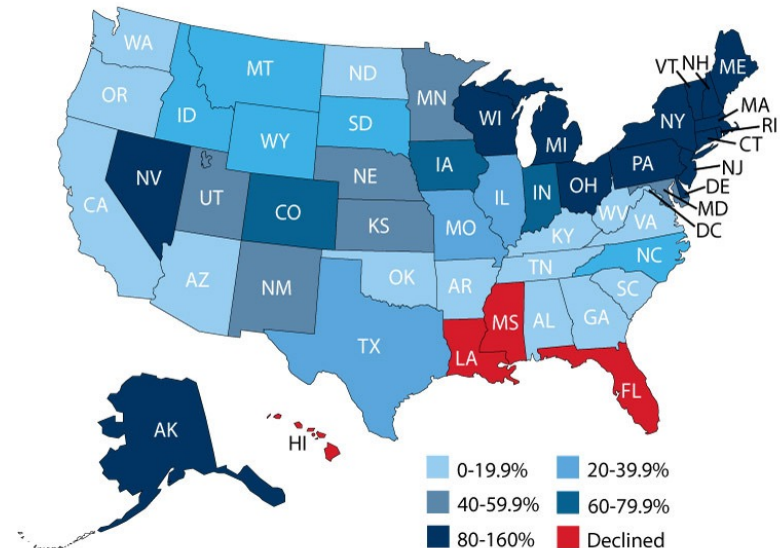 WA
MT
ND
MN
VT
NH
ME
OR
ID
WY
SD
WI
MI
NY
MA
RI
CT
NV
UT
CO
NE
IA
IL
IN
OH
PA
NJ
DE
MD
DC
CA
KS
MO
KY
WV
VA
AZ
NM
OK
AR
TN
NC
SC
TX
LA
MS
AL
GA
FL
AK
HI
0-19.9%
20-39.9%
40-59.9%
60-79.9%
80-160%
Declined